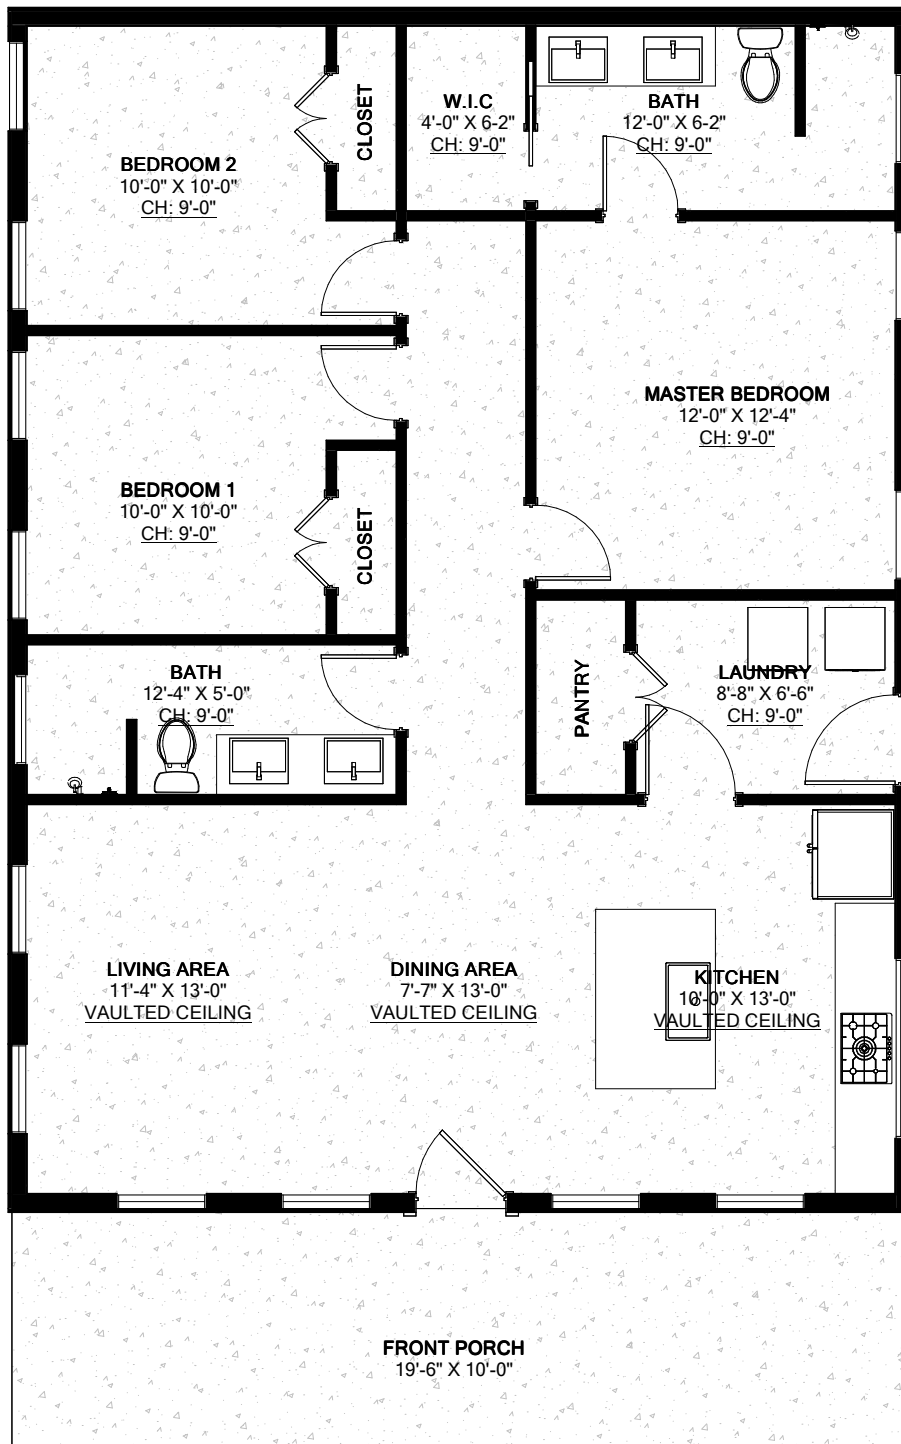 CLOSET
W.I.C
4'-0" X 6-2"
CH: 9'-0"
BATH
12'-0" X 6-2"
CH: 9'-0"
BEDROOM 2
10'-0" X 10'-0"
CH: 9'-0"
MASTER BEDROOM
12'-0" X 12'-4"
CH: 9'-0"
BEDROOM 1
10'-0" X 10'-0"
CH: 9'-0"
CLOSET
BATH
12'-4" X 5'-0"
CH: 9'-0"
PANTRY
LAUNDRY
8'-8" X 6'-6"
CH: 9'-0"
LIVING AREA
11'-4" X 13'-0"
VAULTED CEILING
DINING AREA
7'-7" X 13'-0"
VAULTED CEILING
KITCHEN
10'-0" X 13'-0"
VAULTED CEILING
FRONT PORCH
19'-6" X 10'-0"